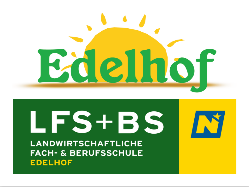 Edelhof
LFS+BS
LANDWIRTSCHAFTLICHE
FACH- & BERUFSSCHULE
EDELHOF
N